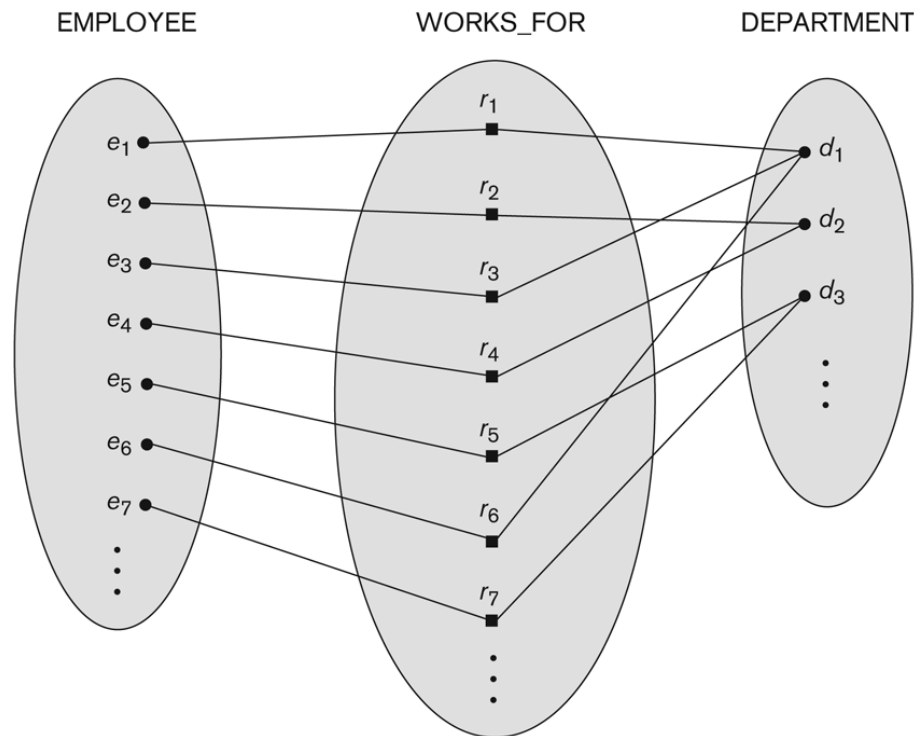 EMPLOYEE WORKS_FOR DEPARTMENT
r1
e1 d1
r2
e2 d2
e3 r3 d3
e4 r4
e5 r5
e6 r6
e7 r7